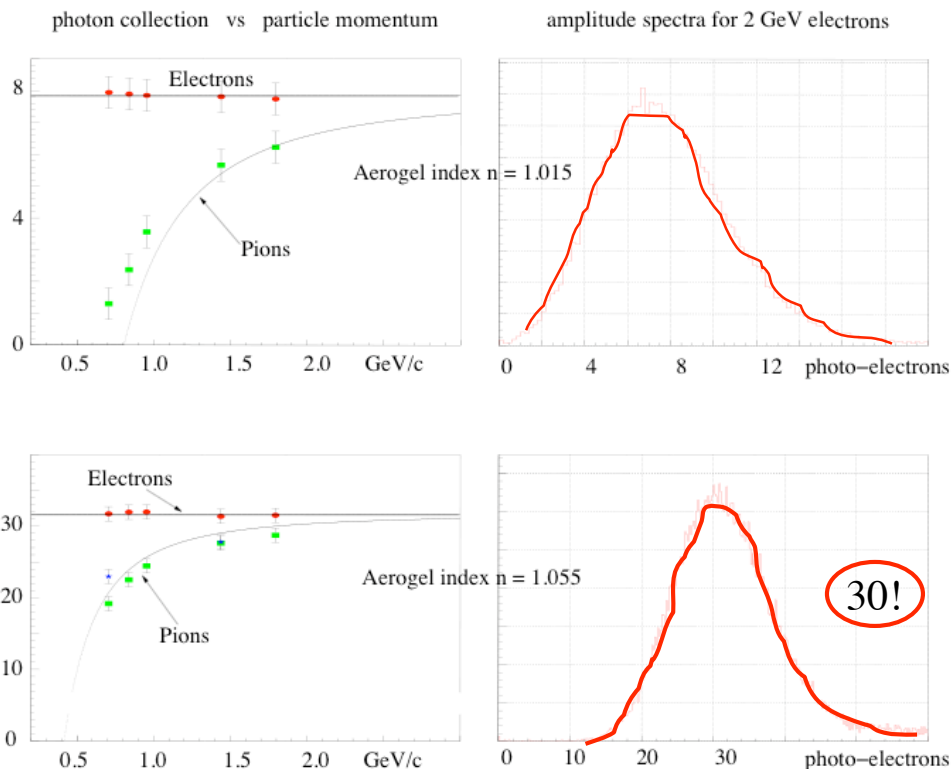 photon collection vs particle momentum
amplitude spectra for 2 GeV electrons
8
Electrons
Aerogel index n = 1.015
4
Pions
0
0.5 1.0 1.5 2.0 GeV/c
0 4 8 12 photo-electrons
Electrons
30
Aerogel index n = 1.055
30!
20
Pions
10
0
0.5 1.0 1.5 2.0 GeV/c
0 10 20 30 photo-electrons